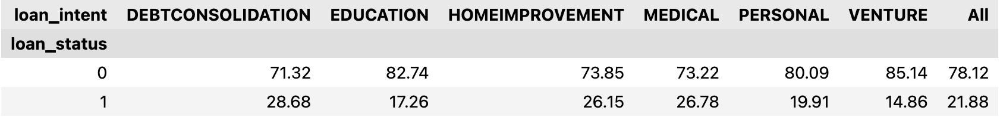 loan_intent DEBTCONSOLIDATION EDUCATION HOMEIMPROVEMENT MEDICAL PERSONAL VENTURE All
loan_status
0 71.32 82.74 73.85 73.22 80.09 85.14 78.12
1 28.68 17.26 26.15 26.78 19.91 14.86 21.88